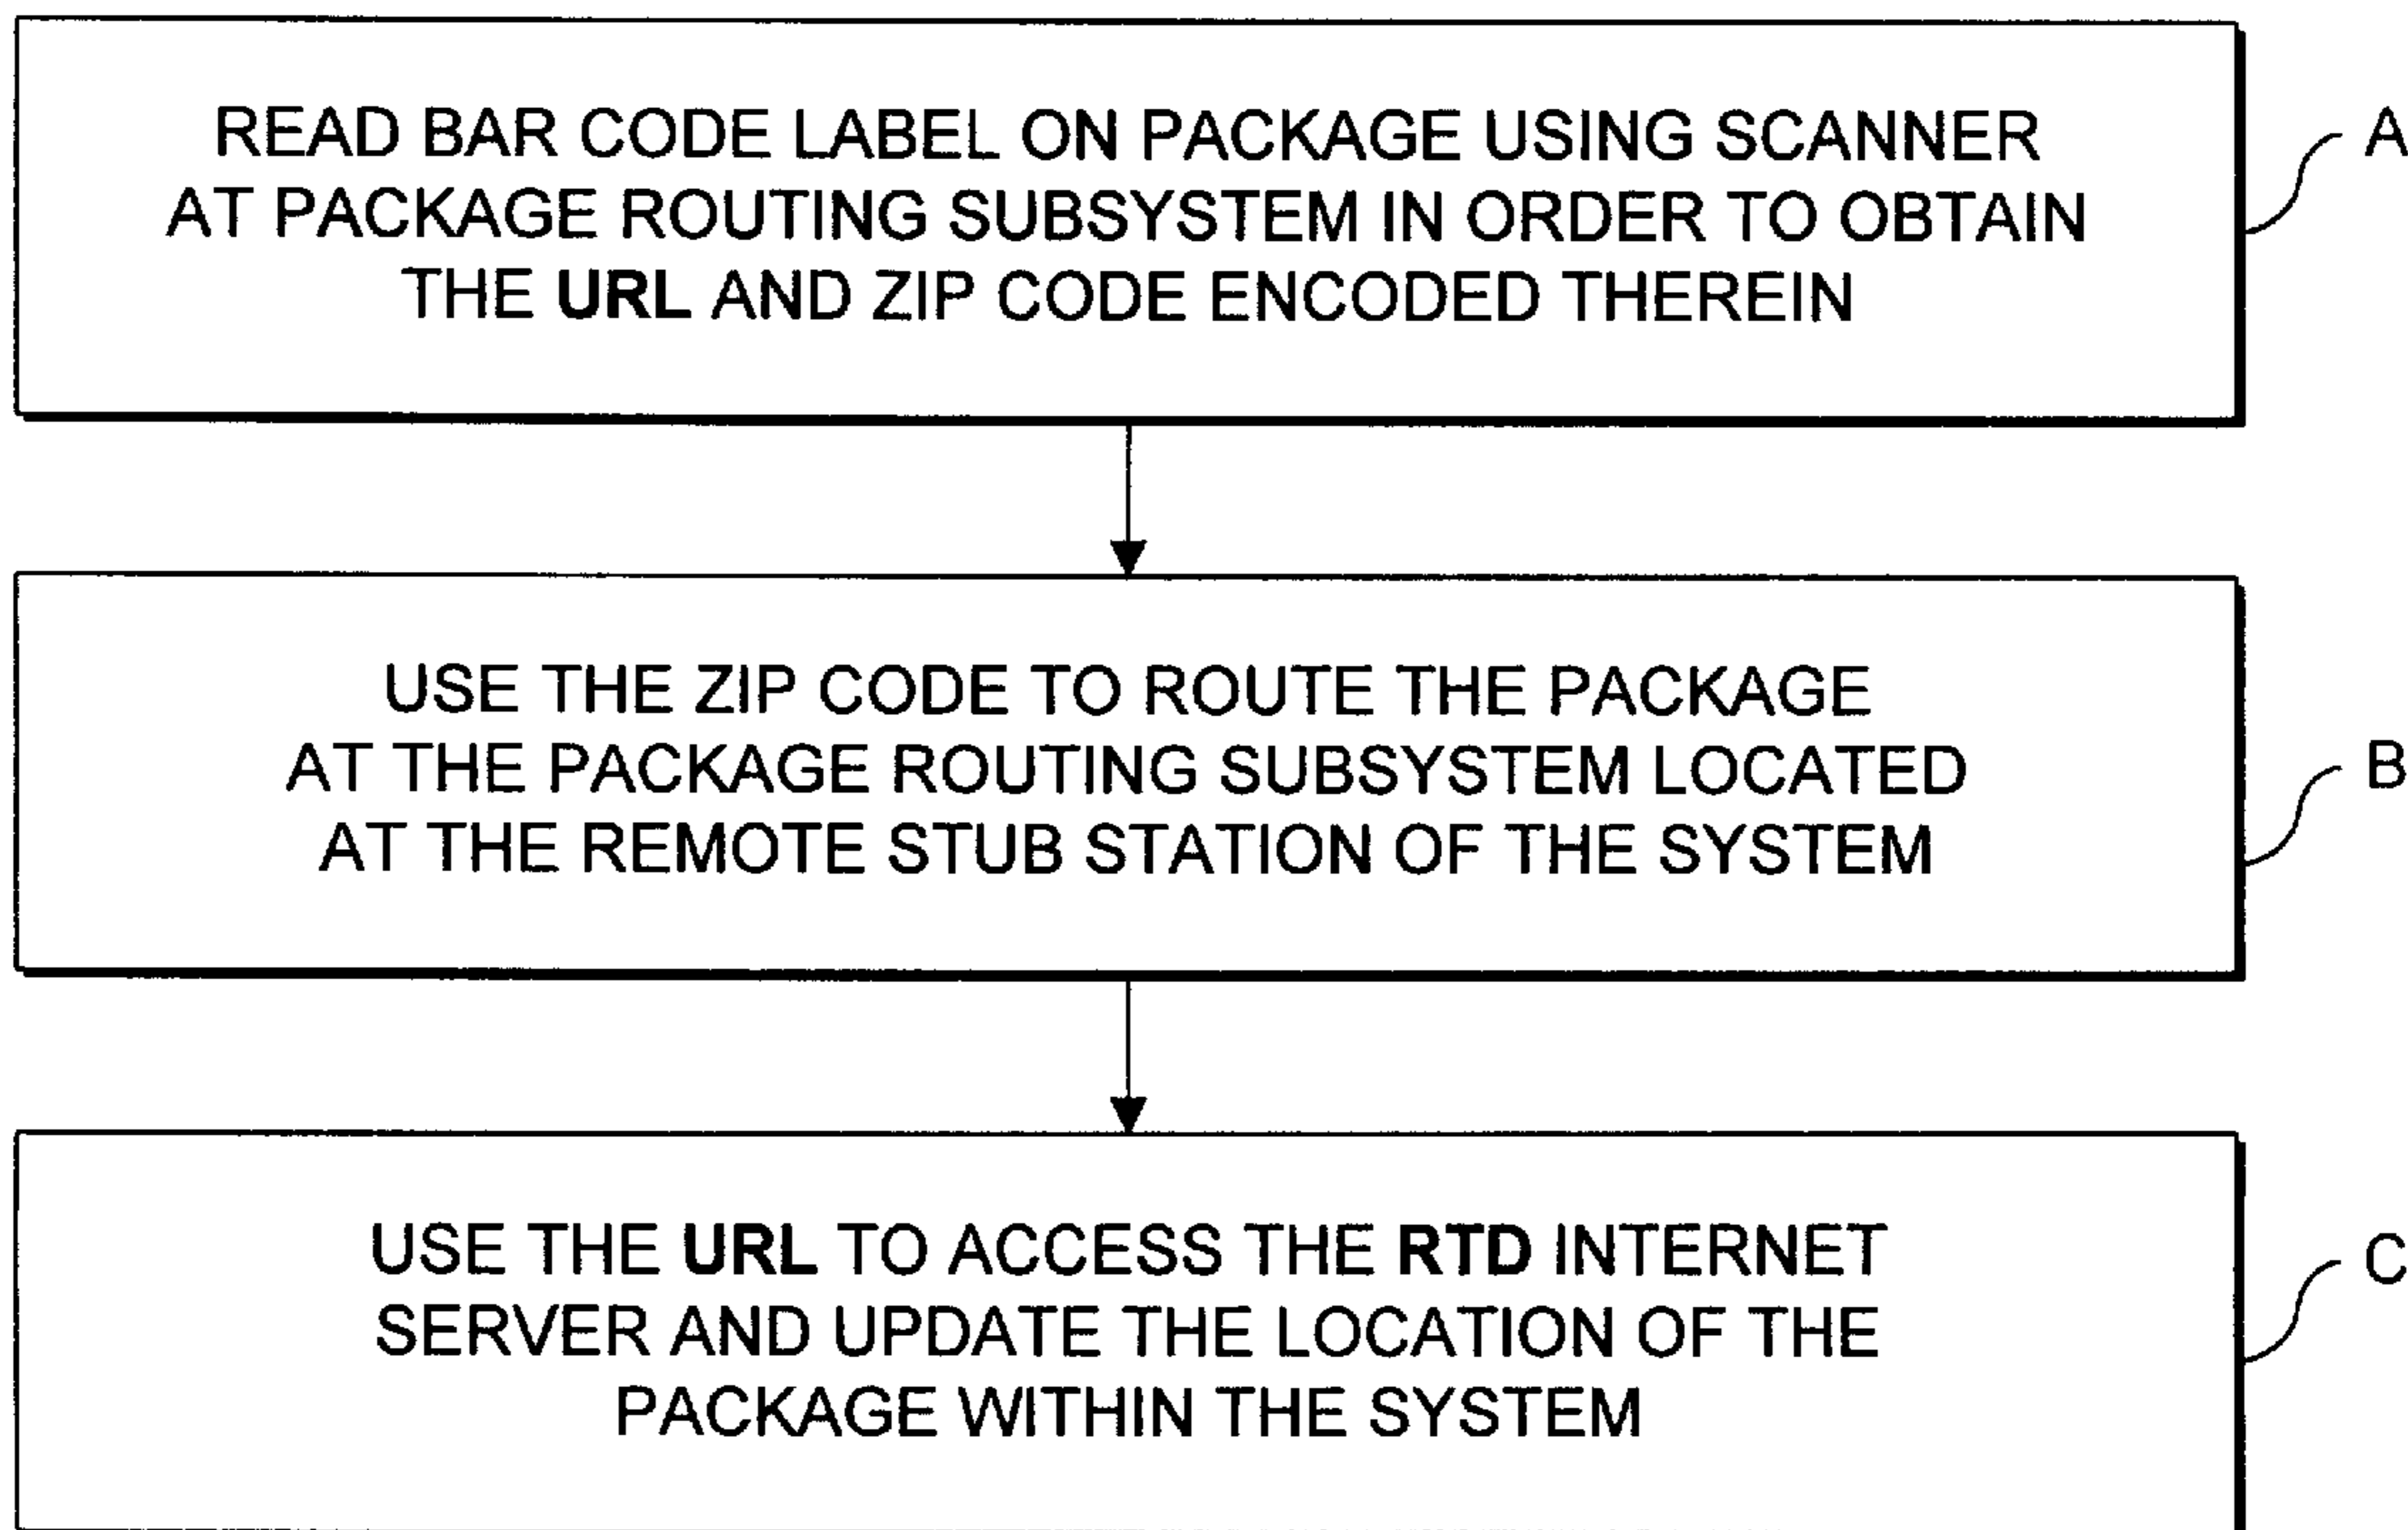 READ BAR CODE LABEL ON PACKAGE USING SCANNER
AT PACKAGE ROUTING SUBSYSTEM IN ORDER TO OBTAIN
THE URL AND ZIP CODE ENCODED THEREIN
A
USE THE ZIP CODE TO ROUTE THE PACKAGE
AT THE PACKAGE ROUTING SUBSYSTEM LOCATED
AT THE REMOTE STUB STATION OF THE SYSTEM
B
USE THE URL TO ACCESS THE RTD INTERNET
SERVER AND UPDATE THE LOCATION OF THE
PACKAGE WITHIN THE SYSTEM
C